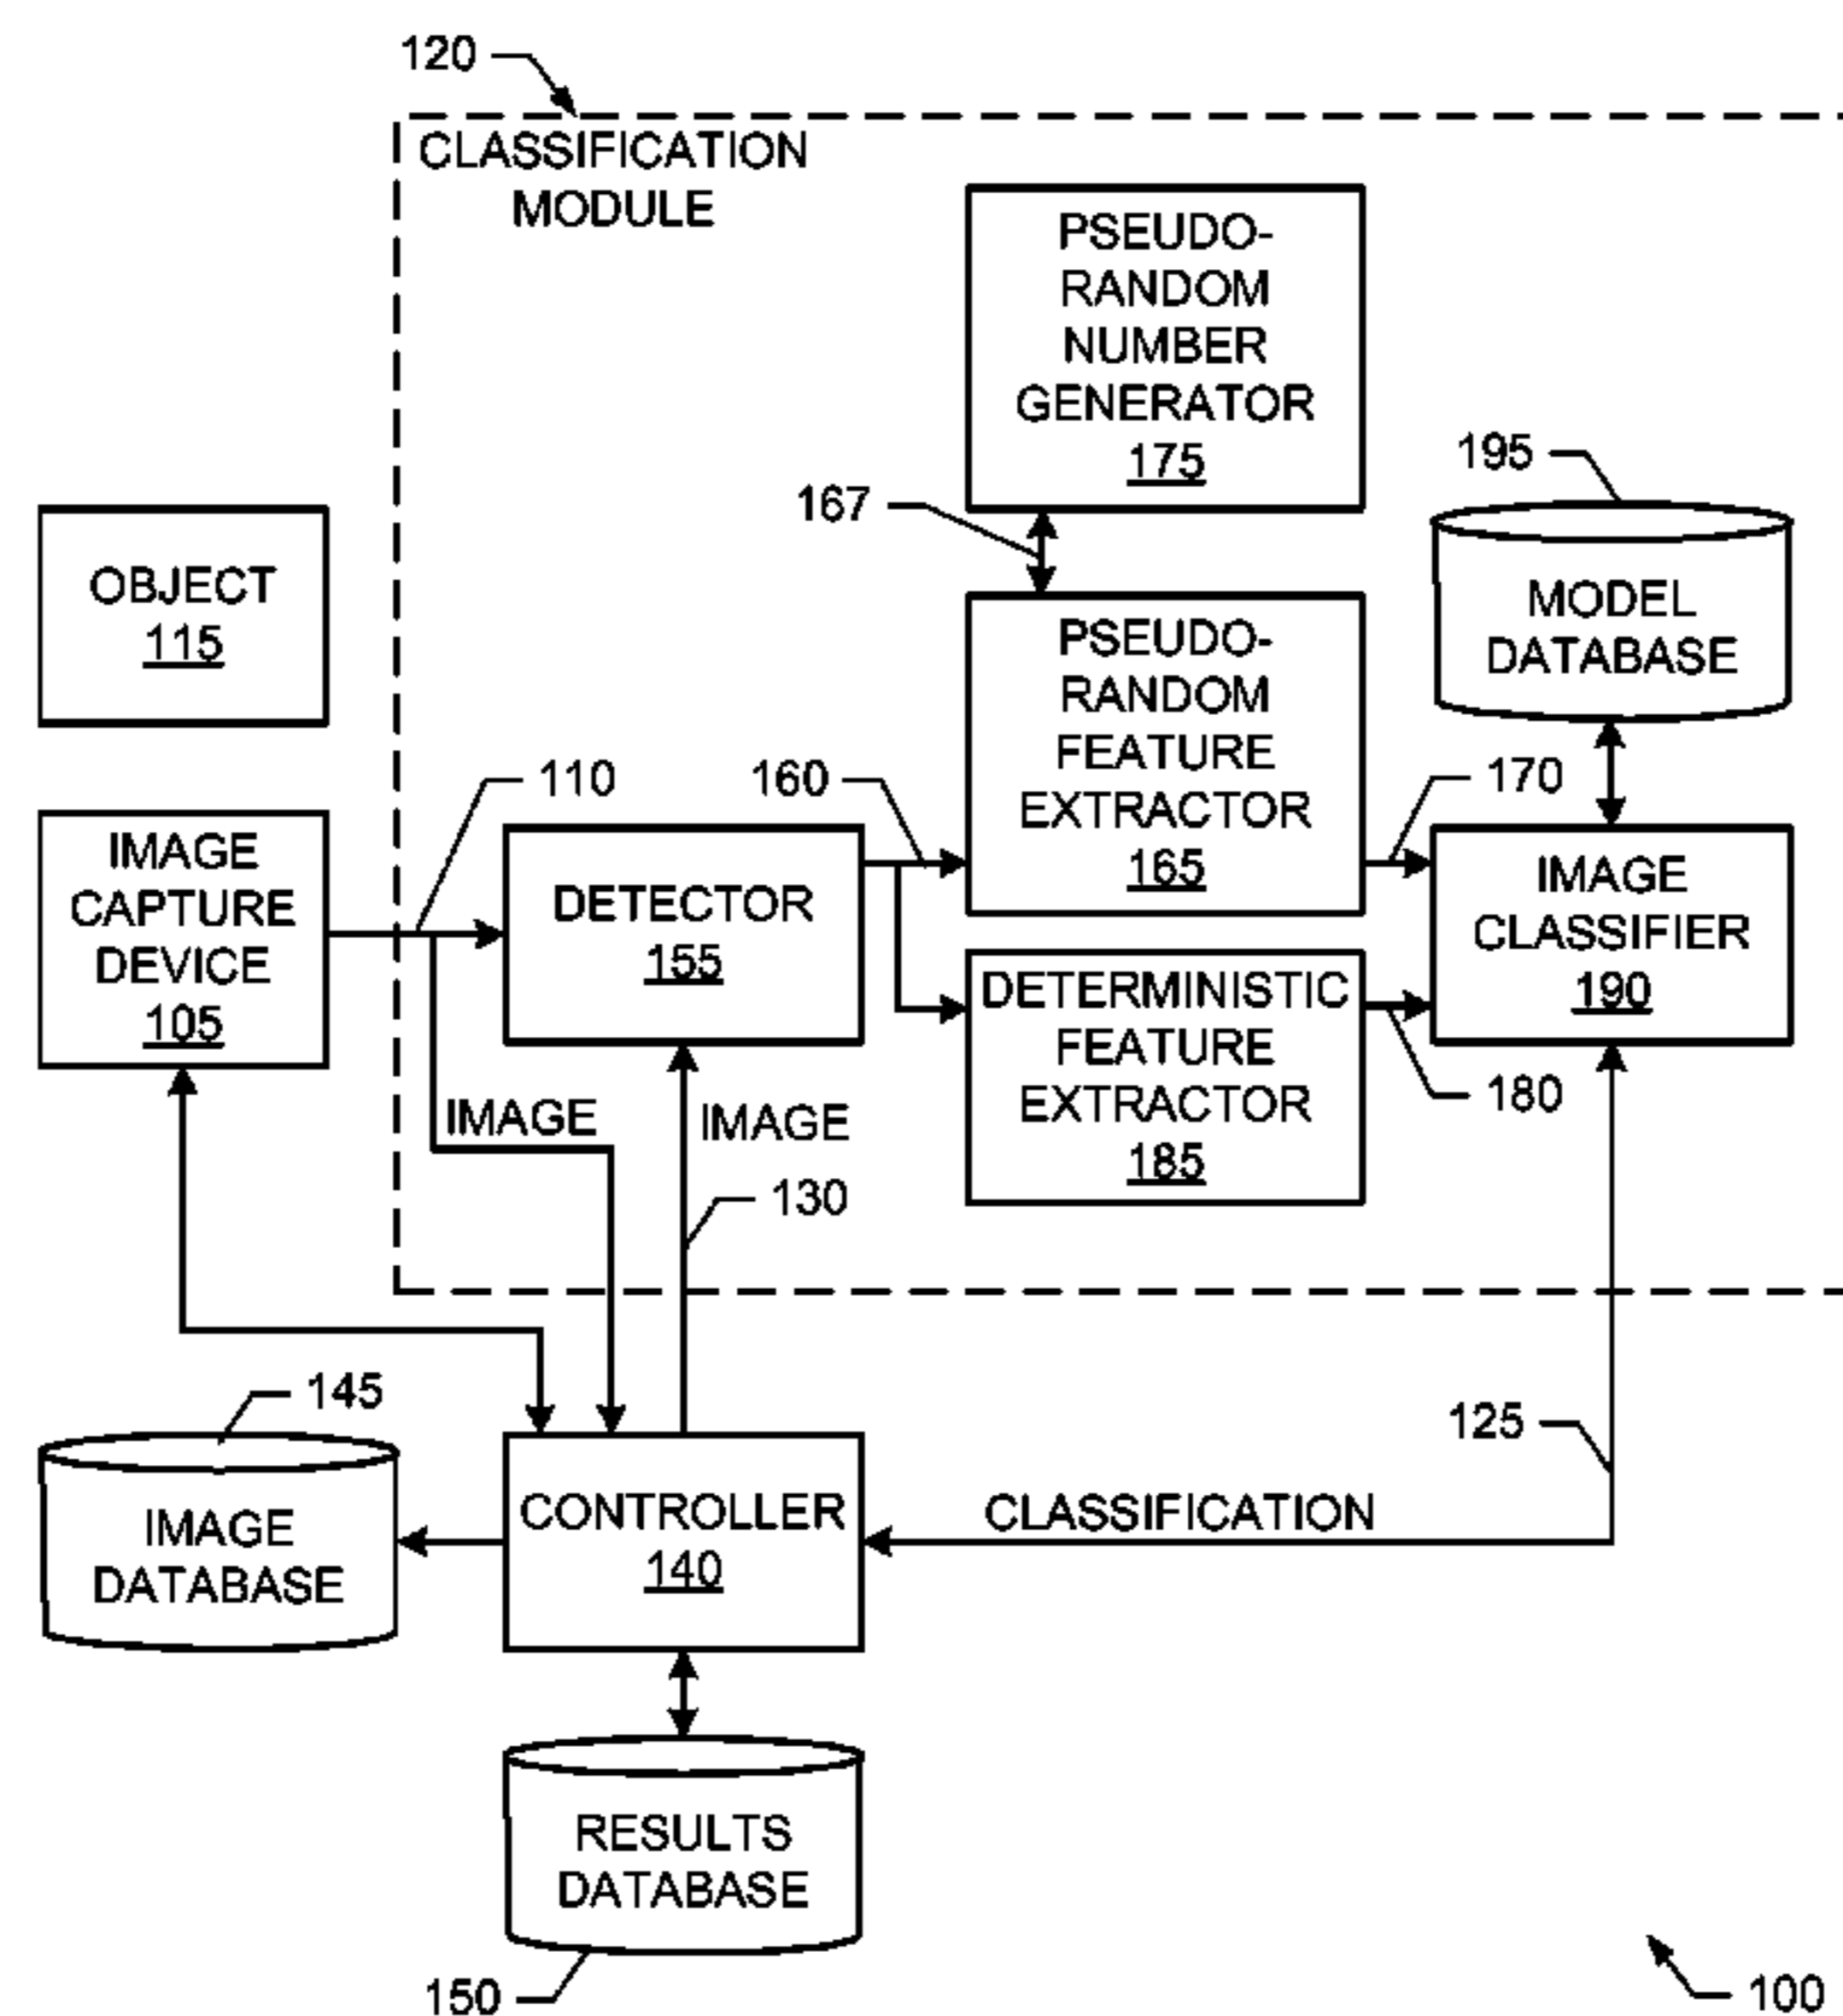 120
CLASSIFICATION
MODULE
PSEUDO-
RANDOM
NUMBER
GENERATOR
175
167
195
OBJECT
115
PSEUDO-
RANDOM
FEATURE
EXTRACTOR
165
MODEL
DATABASE
110
160
170
IMAGE
CAPTURE
DEVICE
105
DETECTOR
155
IMAGE
CLASSIFIER
190
DETERMINISTIC
FEATURE
EXTRACTOR
185
180
IMAGE
IMAGE
130
145
125
IMAGE
DATABASE
CONTROLLER
140
CLASSIFICATION
RESULTS
DATABASE
150
100